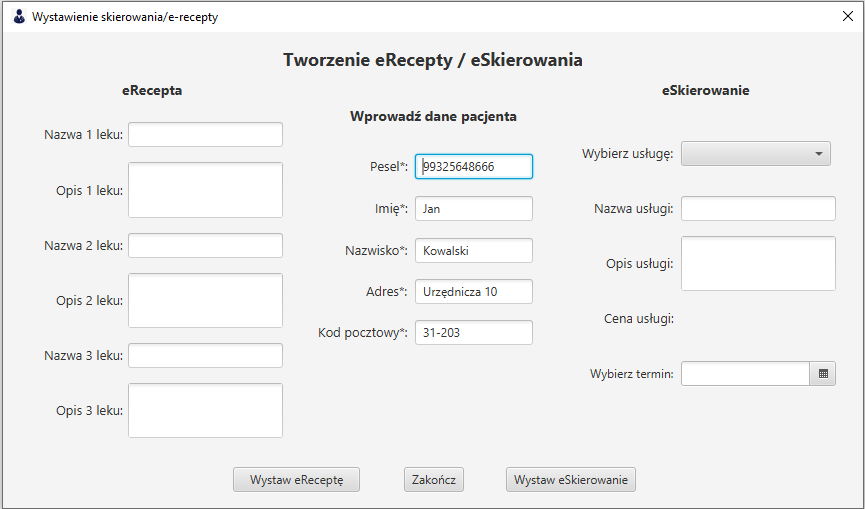 Wystawienie skierowania/e-recepty
Tworzenie eRecepty / eSkierowania
eRecepta
Nazwa 1 leku:
Opis 1 leku:
Nazwa 2 leku:
Opis 2 leku:
Nazwa 3 leku:
Opis 3 leku:
Wprowadź dane pacjenta
Pesel*: 99325648666
Imię*: Jan
Nazwisko*: Kowalski
Adres*: Urzędnicza 10
Kod pocztowy*: 31-203
eSkierowanie
Wybierz usługę:
Nazwa usługi:
Opis usługi:
Cena usługi:
Wybierz termin:
Wystaw eReceptę
Zakończ
Wystaw eSkierowanie